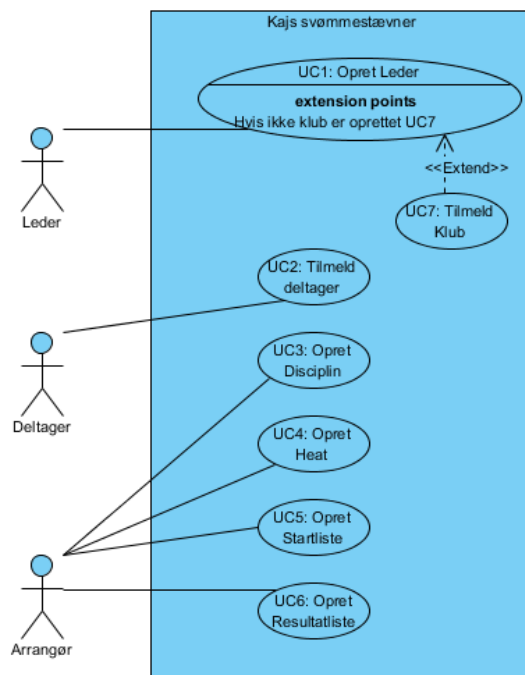 Kajs svømmestævner
UC1: Opret Leder
extension points
Hvis ikke klub er oprettet UC7
<<Extend>>
UC7: Tilmeld
Klub
Leder
UC2: Tilmeld
deltager
Deltager
UC3: Opret
Disciplin
UC4: Opret
Heat
UC5: Opret
Startliste
UC6: Opret
Resultatliste
Arrangør